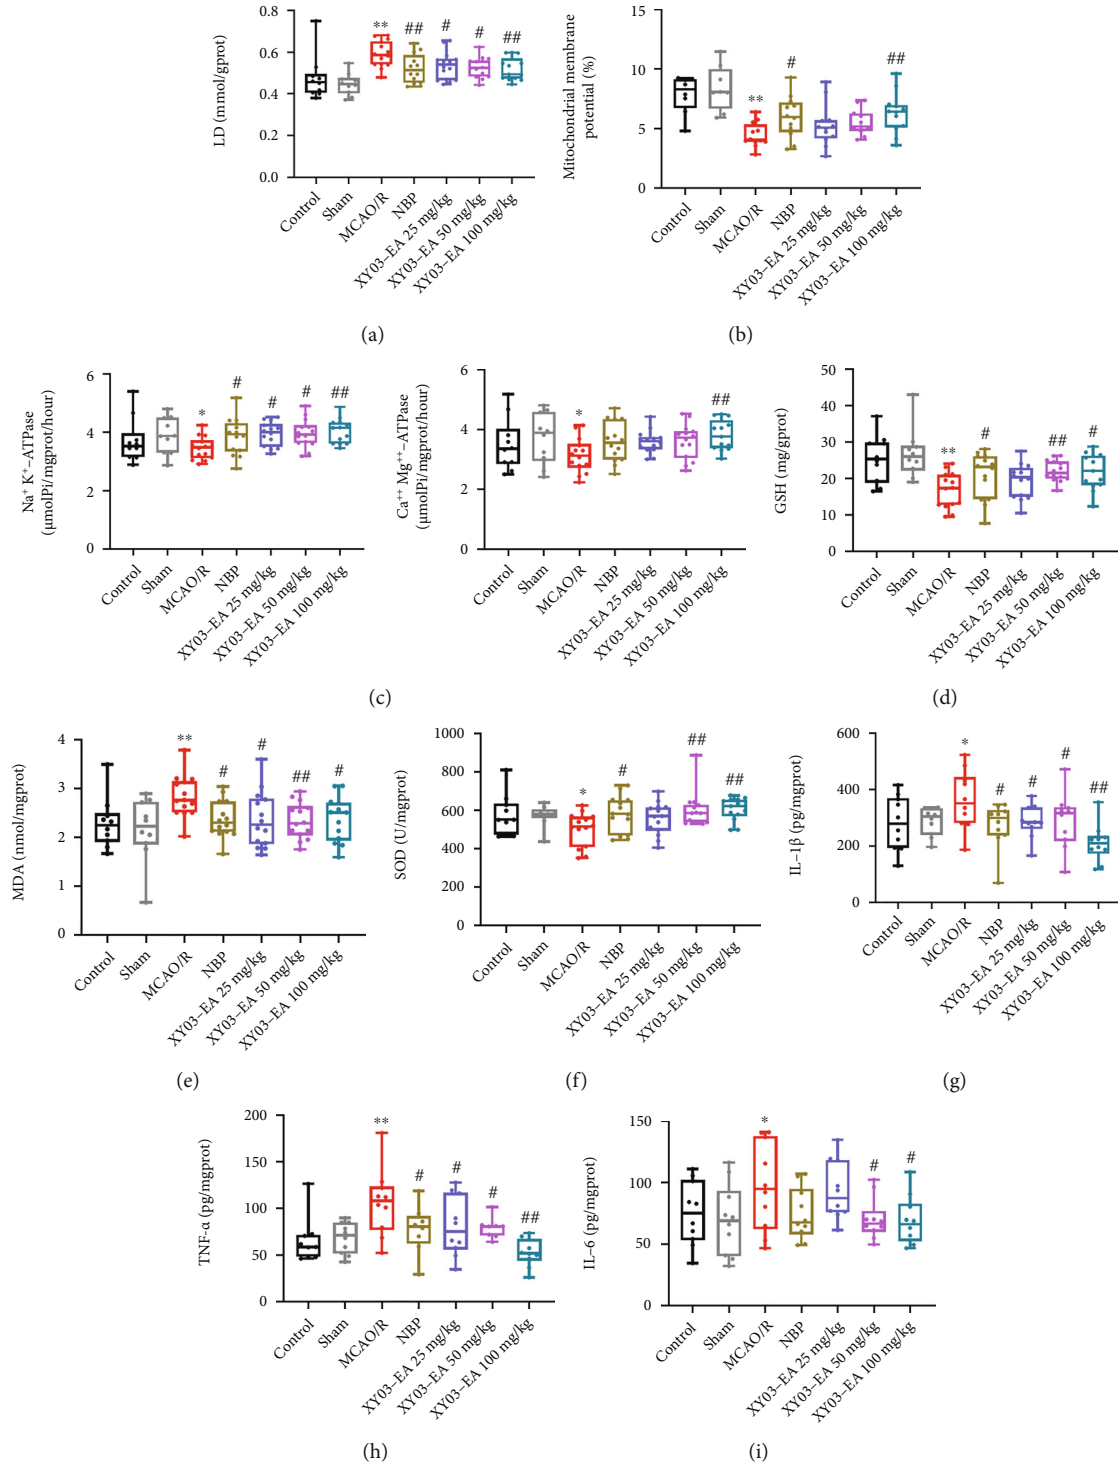 LD (mmol/gprot)
0.8
0.6
0.4
0.2
0.0
** ## # # ##
Control
Sham
MCAO/R
NBP
XY03–EA 25 mg/kg
XY03–EA 50 mg/kg
XY03–EA 100 mg/kg
(a)
Mitochondrial membrane
potential (%)
15
10
5
0
** # ##
Control
Sham
MCAO/R
NBP
XY03–EA 25 mg/kg
XY03–EA 50 mg/kg
XY03–EA 100 mg/kg
(b)
Na⁺ K⁺–ATPase
(μmolPi/mgprot/hour)
6
4
2
0
* # # # ##
Control
Sham
MCAO/R
NBP
XY03–EA 25 mg/kg
XY03–EA 50 mg/kg
XY03–EA 100 mg/kg
Ca⁺⁺ Mg⁺⁺–ATPase
(μmolPi/mgprot/hour)
6
4
2
0
* ##
Control
Sham
MCAO/R
NBP
XY03–EA 25 mg/kg
XY03–EA 50 mg/kg
XY03–EA 100 mg/kg
(c)
GSH (mg/gprot)
50
40
30
20
10
0
** # ## #
Control
Sham
MCAO/R
NBP
XY03–EA 25 mg/kg
XY03–EA 50 mg/kg
XY03–EA 100 mg/kg
(d)
MDA (nmol/mgprot)
4
3
2
1
0
** # # ## #
Control
Sham
MCAO/R
NBP
XY03–EA 25 mg/kg
XY03–EA 50 mg/kg
XY03–EA 100 mg/kg
(e)
SOD (U/mgprot)
1000
800
600
400
200
0
* # ## ##
Control
Sham
MCAO/R
NBP
XY03–EA 25 mg/kg
XY03–EA 50 mg/kg
XY03–EA 100 mg/kg
(f)
IL–1β (pg/mgprot)
600
400
200
0
* # # # ##
Control
Sham
MCAO/R
NBP
XY03–EA 25 mg/kg
XY03–EA 50 mg/kg
XY03–EA 100 mg/kg
(g)
TNF-α (pg/mgprot)
200
150
100
50
0
** # # # ##
Control
Sham
MCAO/R
NBP
XY03–EA 25 mg/kg
XY03–EA 50 mg/kg
XY03–EA 100 mg/kg
(h)
IL–6 (pg/mgprot)
150
100
50
0
* # #
Control
Sham
MCAO/R
NBP
XY03–EA 25 mg/kg
XY03–EA 50 mg/kg
XY03–EA 100 mg/kg
(i)